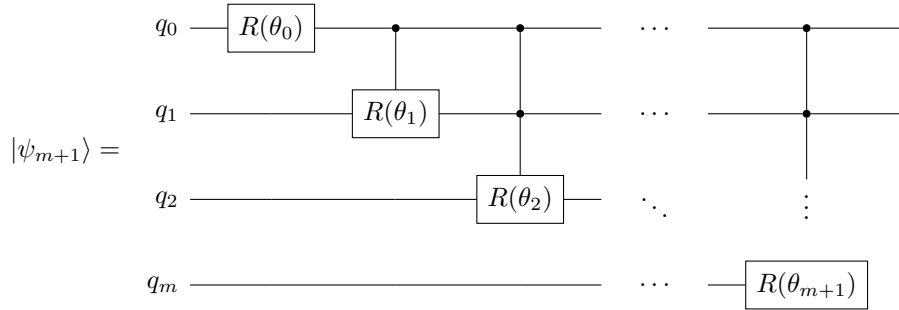 q₀ R(θ₀) ⋯
q₁ R(θ₁) ⋯
|ψₘ₊₁⟩ =
q₂ R(θ₂) ⋱ ⋮
qₘ ⋯ R(θₘ₊₁)